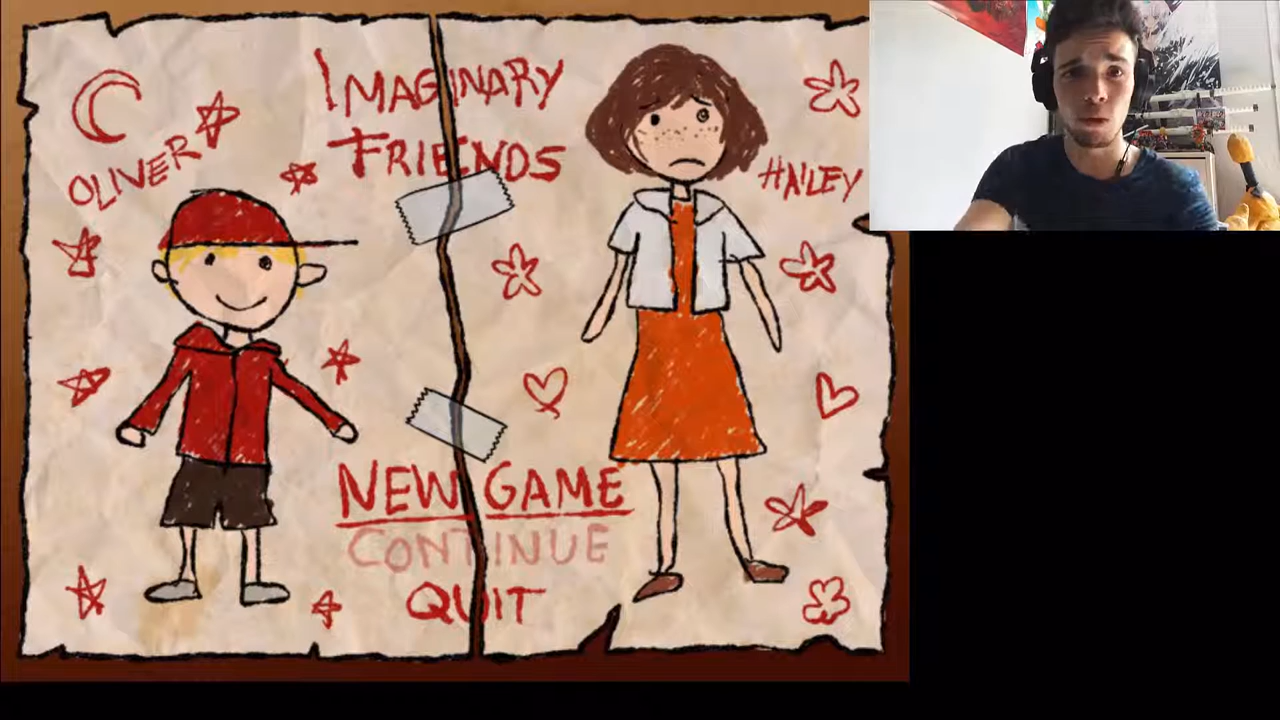 IMAGINARY
FRIENDS
OLIVER
HAILEY
NEW GAME
CONTINUE
QUIT